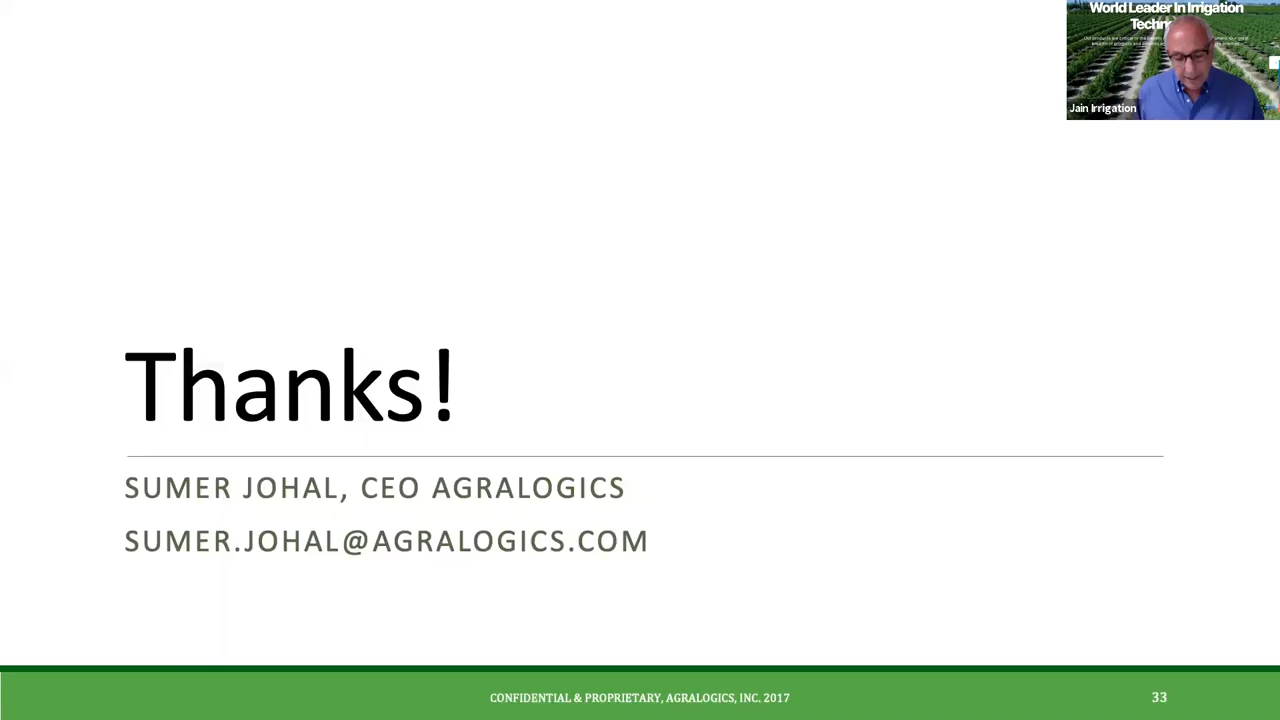 World Leader In Irrigation
Jain Irrigation
Thanks!
SUMER JOHAL, CEO AGRALOGICS
SUMER.JOHAL@AGRALOGICS.COM
CONFIDENTIAL & PROPRIETARY, AGRALOGICS, INC. 2017
33